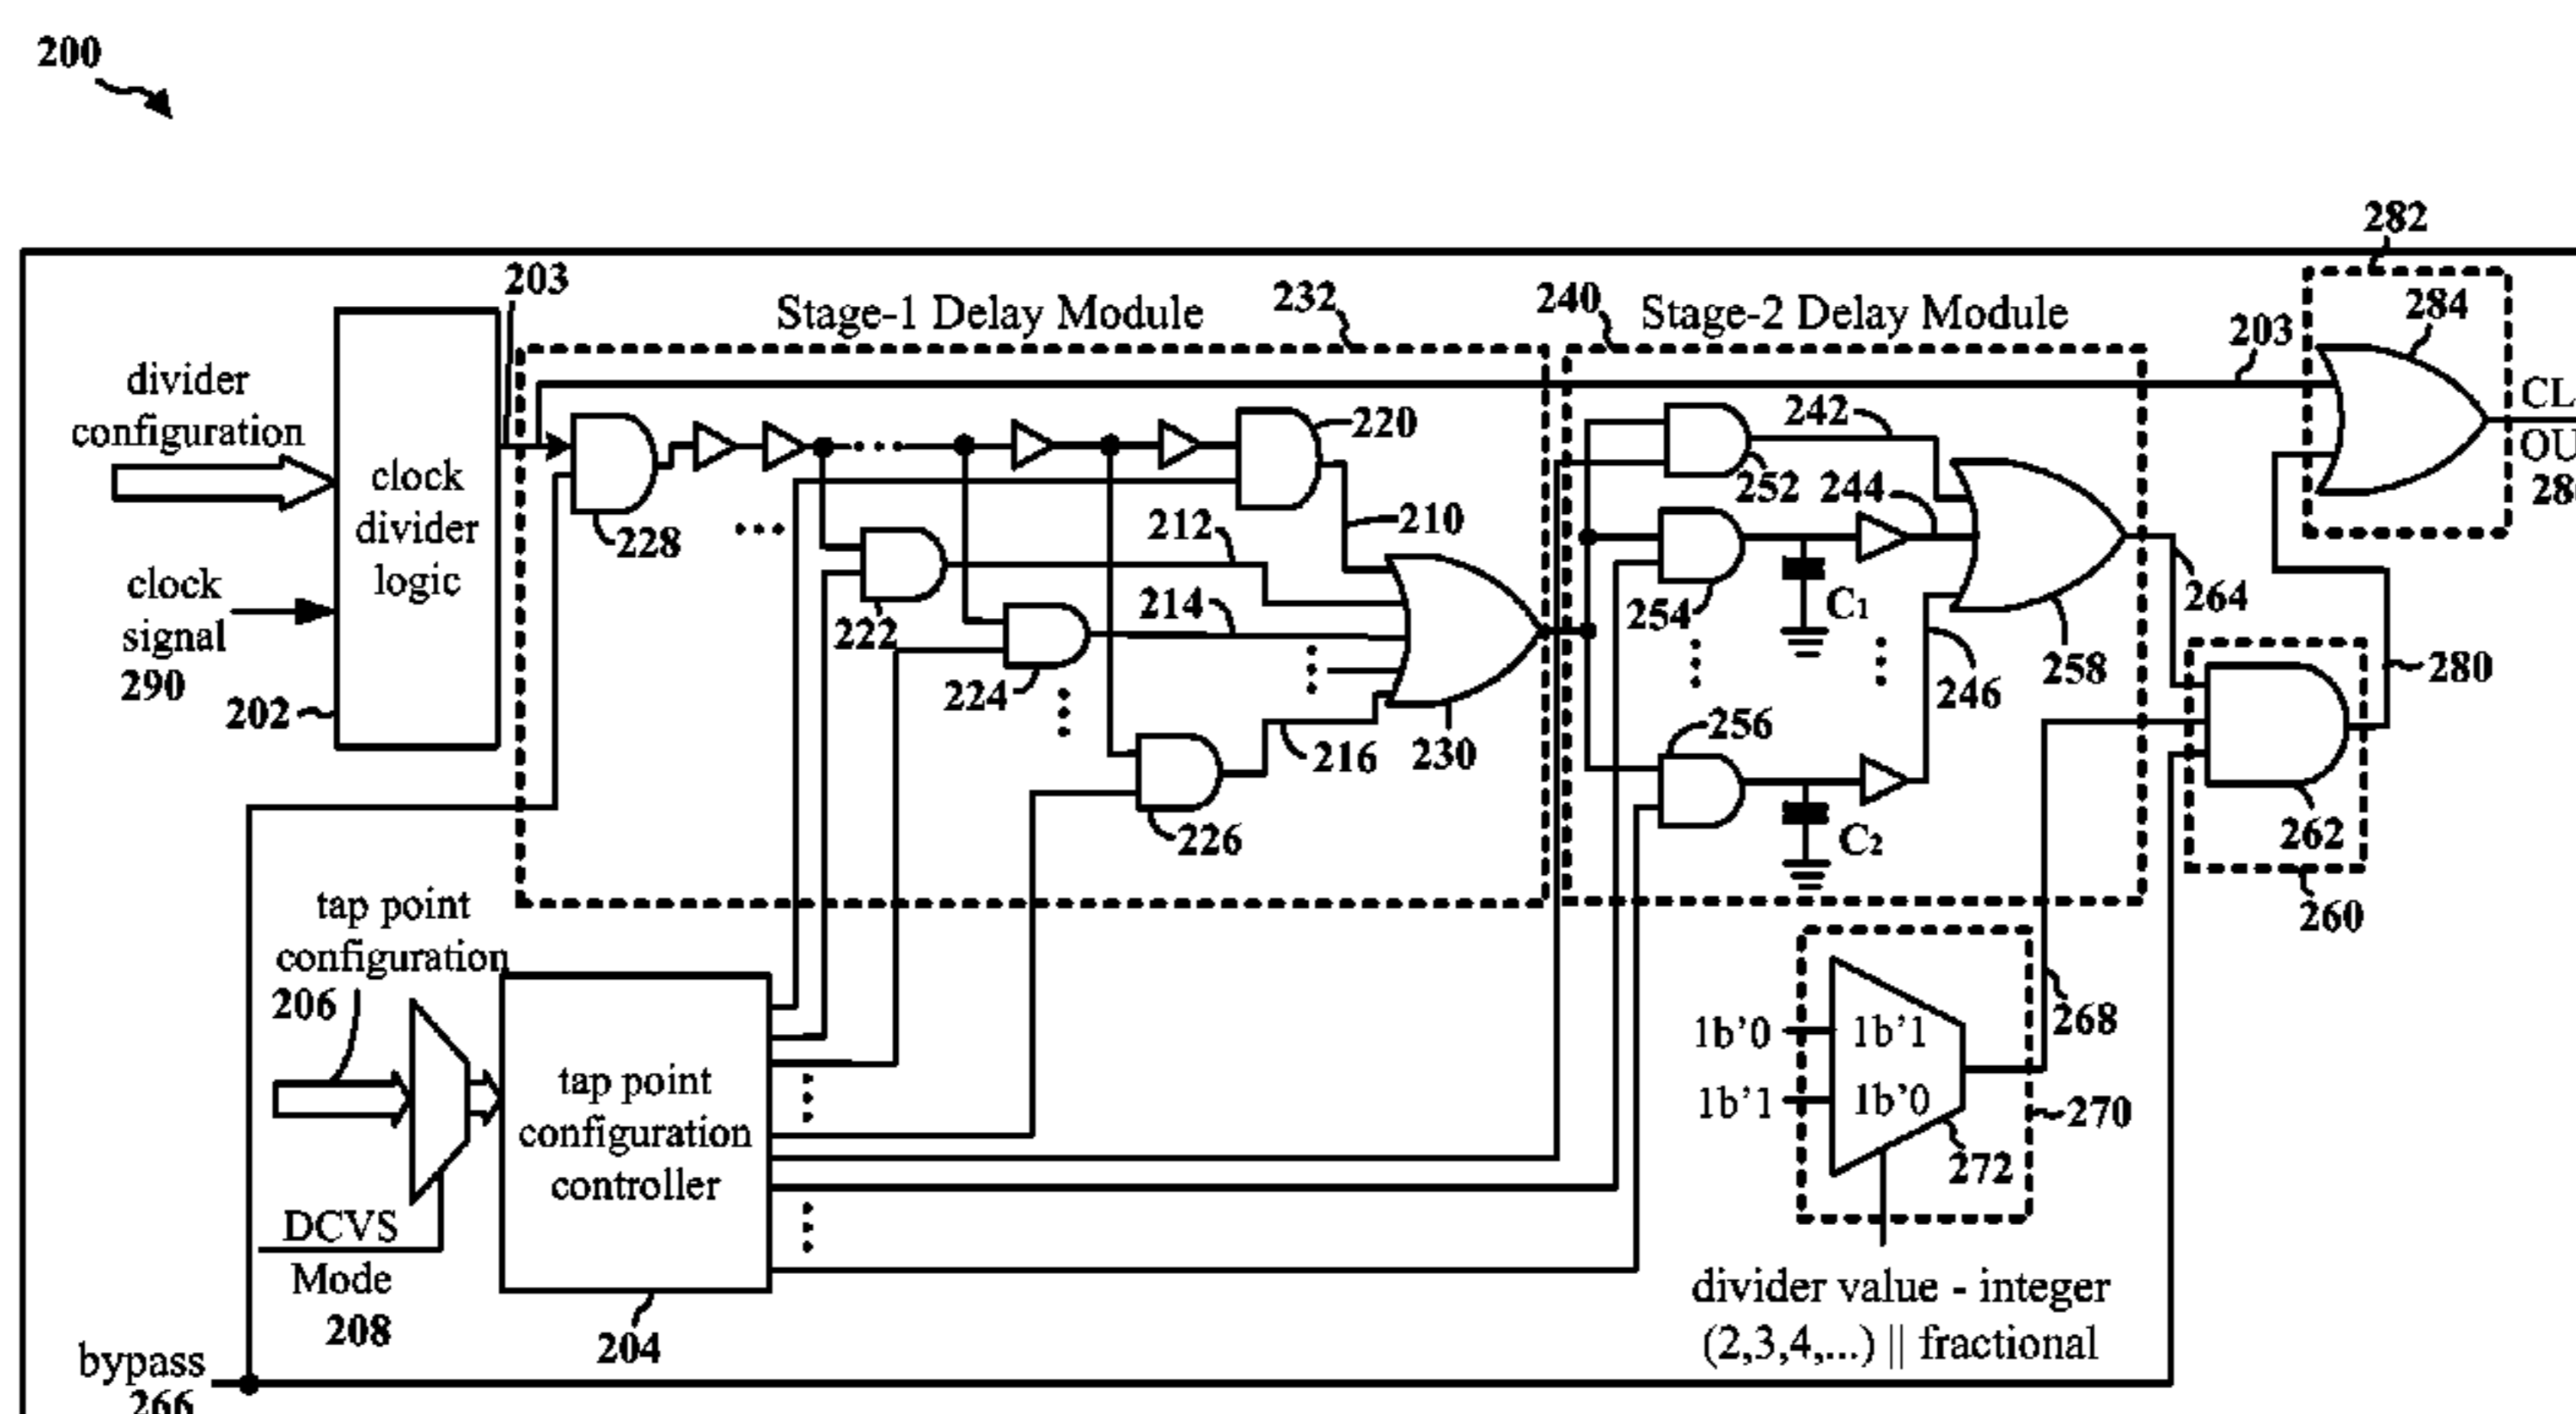 200
282
203
Stage-1 Delay Module
232
240
Stage-2 Delay Module
284
203
divider
configuration
220
242
CL
OU
28
clock
divider
logic
228
212
210
252
244
clock
signal
290
202
222
214
254
C1
264
224
258
280
246
256
216
230
226
C2
262
260
tap point
configuration
206
268
1b'0
1b'1
1b'1
1b'0
270
272
tap point
configuration
controller
DCVS
Mode
208
204
divider value - integer
(2,3,4,...) || fractional
bypass
266